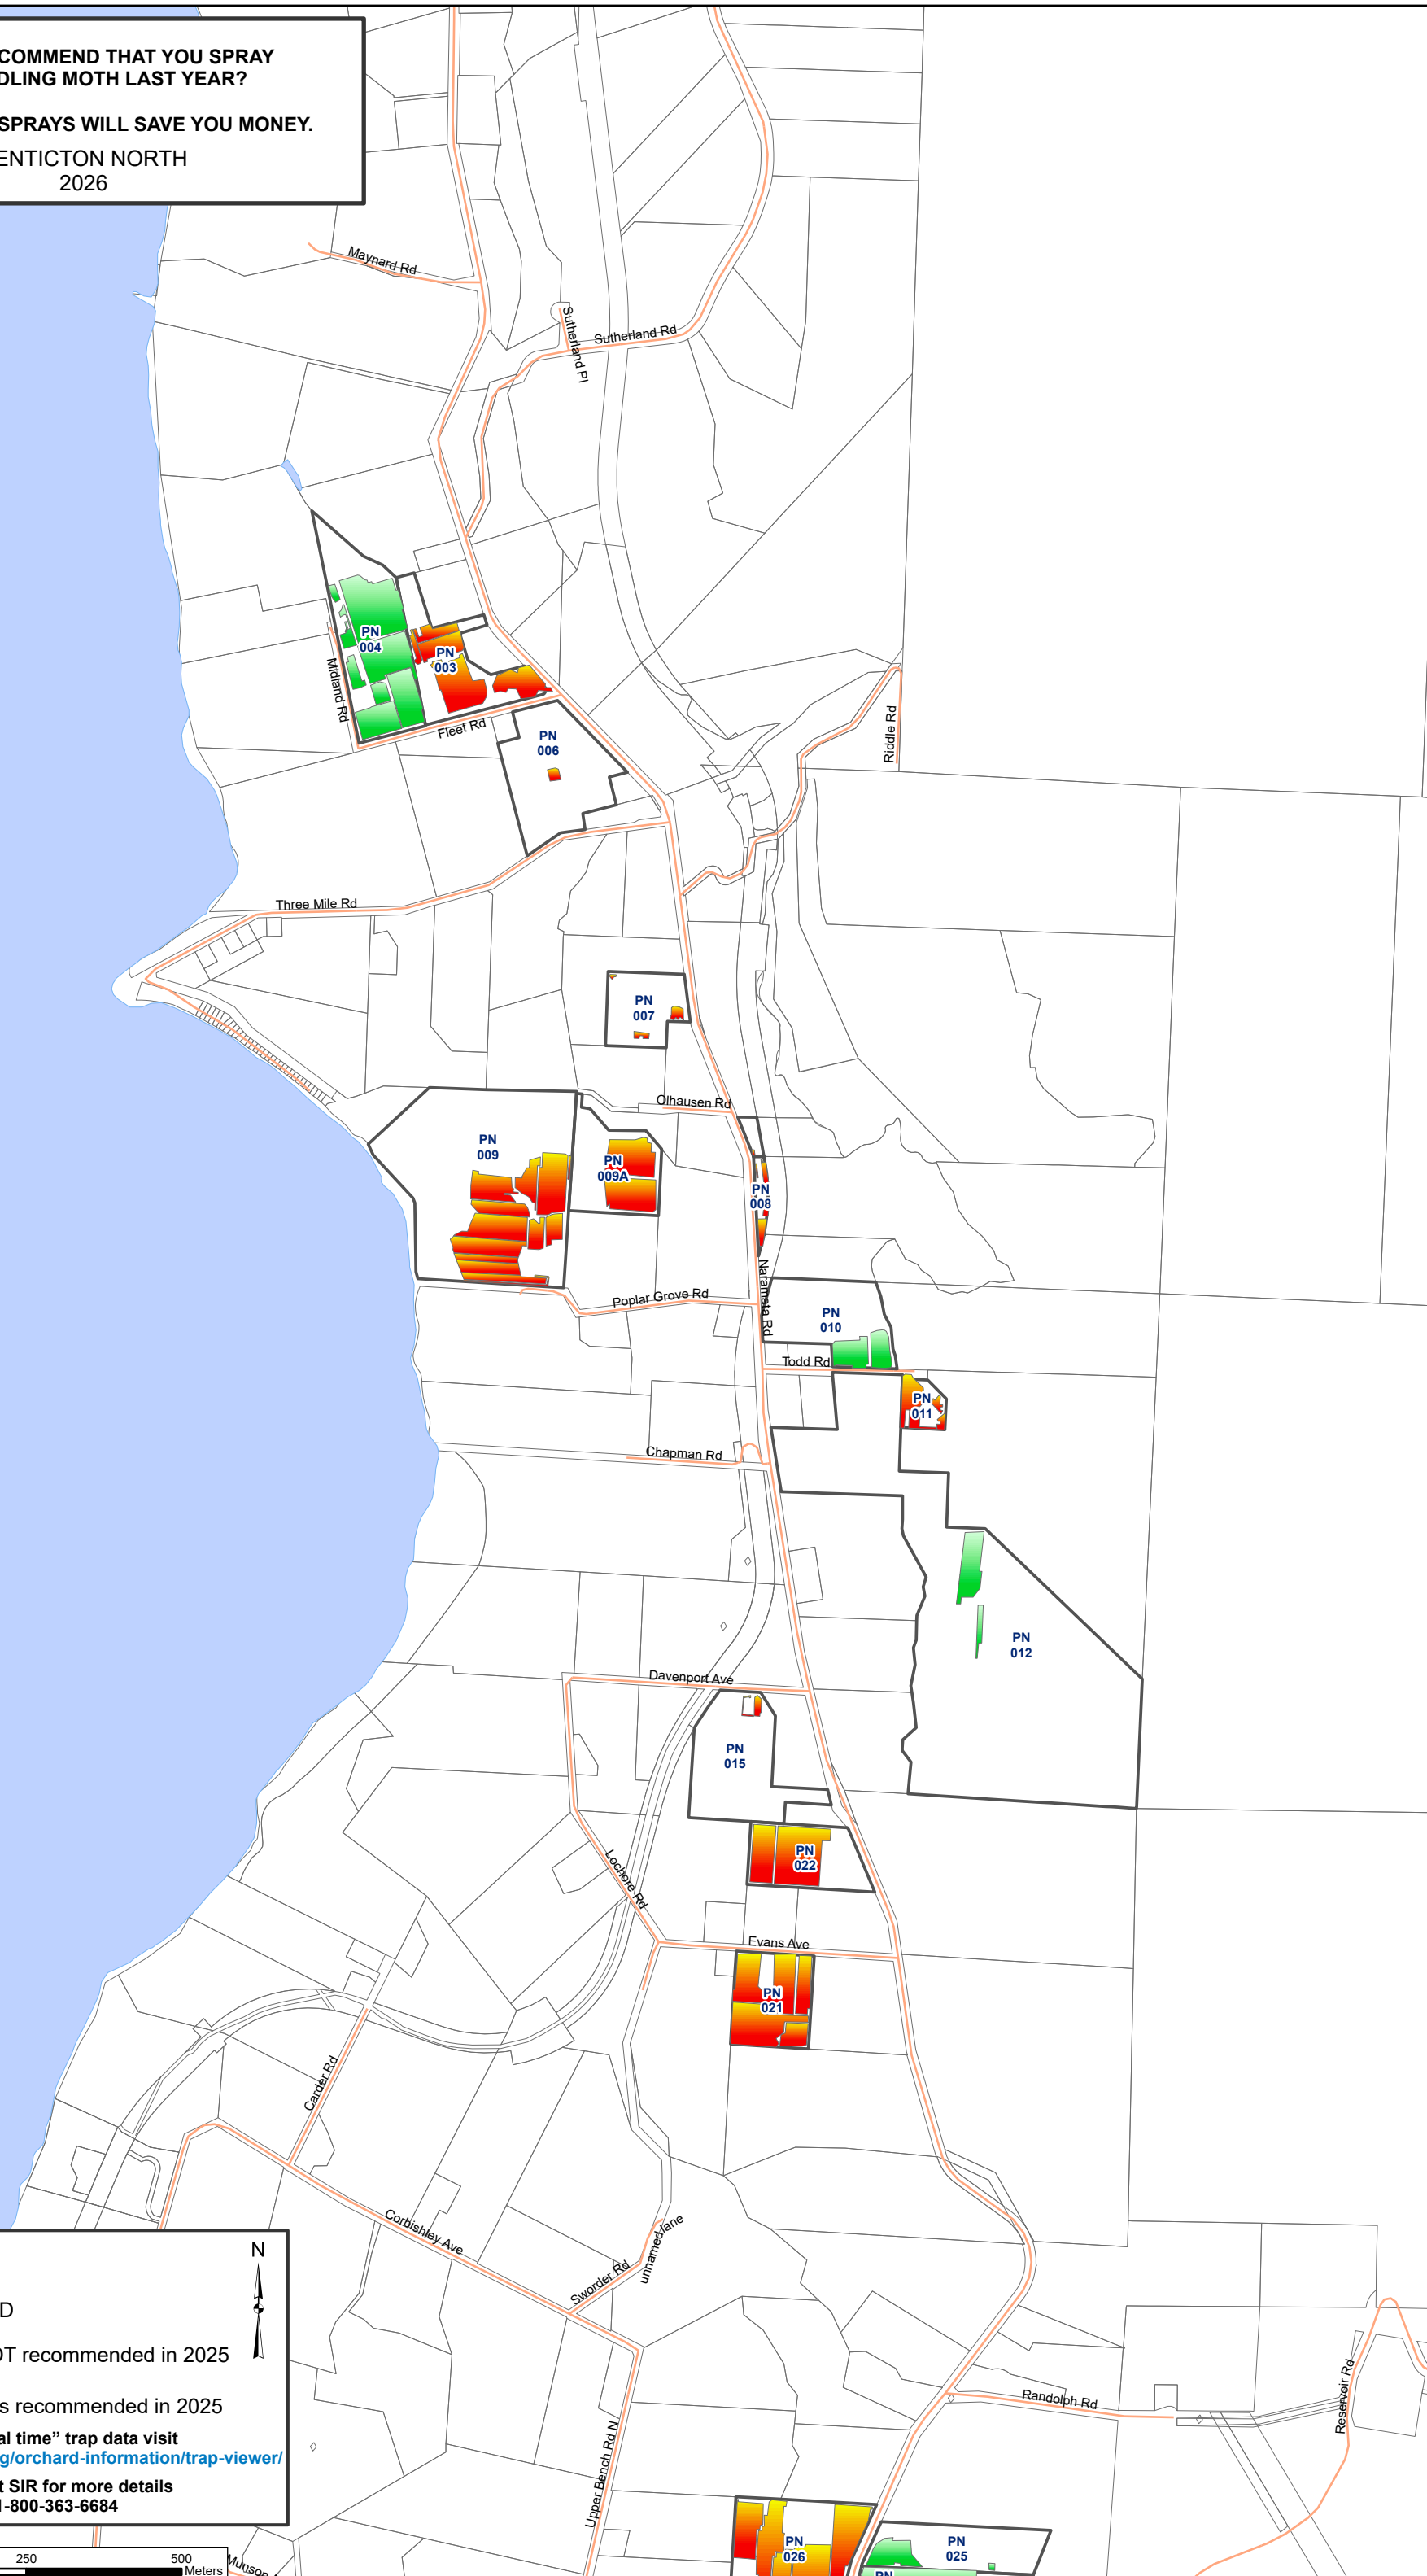 COMMEND THAT YOU SPRAY
DLING MOTH LAST YEAR?
SPRAYS WILL SAVE YOU MONEY.
ENTICTON NORTH
2026
Maynard Rd
Sutherland Pl
Sutherland Rd
PN
004
PN
003
Midland Rd
Fleet Rd
PN
006
Riddle Rd
Three Mile Rd
PN
007
Olhausen Rd
PN
009
PN
009A
PN
008
Naramata Rd
Poplar Grove Rd
PN
010
Todd Rd
PN
011
Chapman Rd
PN
012
Davenport Ave
PN
015
PN
022
Lochore Rd
Evans Ave
PN
021
Carder Rd
Corbishley Ave
Sworder Rd
unnamed lane
Randolph Rd
Reservoir Rd
Upper Bench Rd N
PN
026
PN
025
PN
N
D
OT recommended in 2025
s recommended in 2025
al time” trap data visit
g/orchard-information/trap-viewer/
t SIR for more details
1-800-363-6684
250 500
Meters
Munson